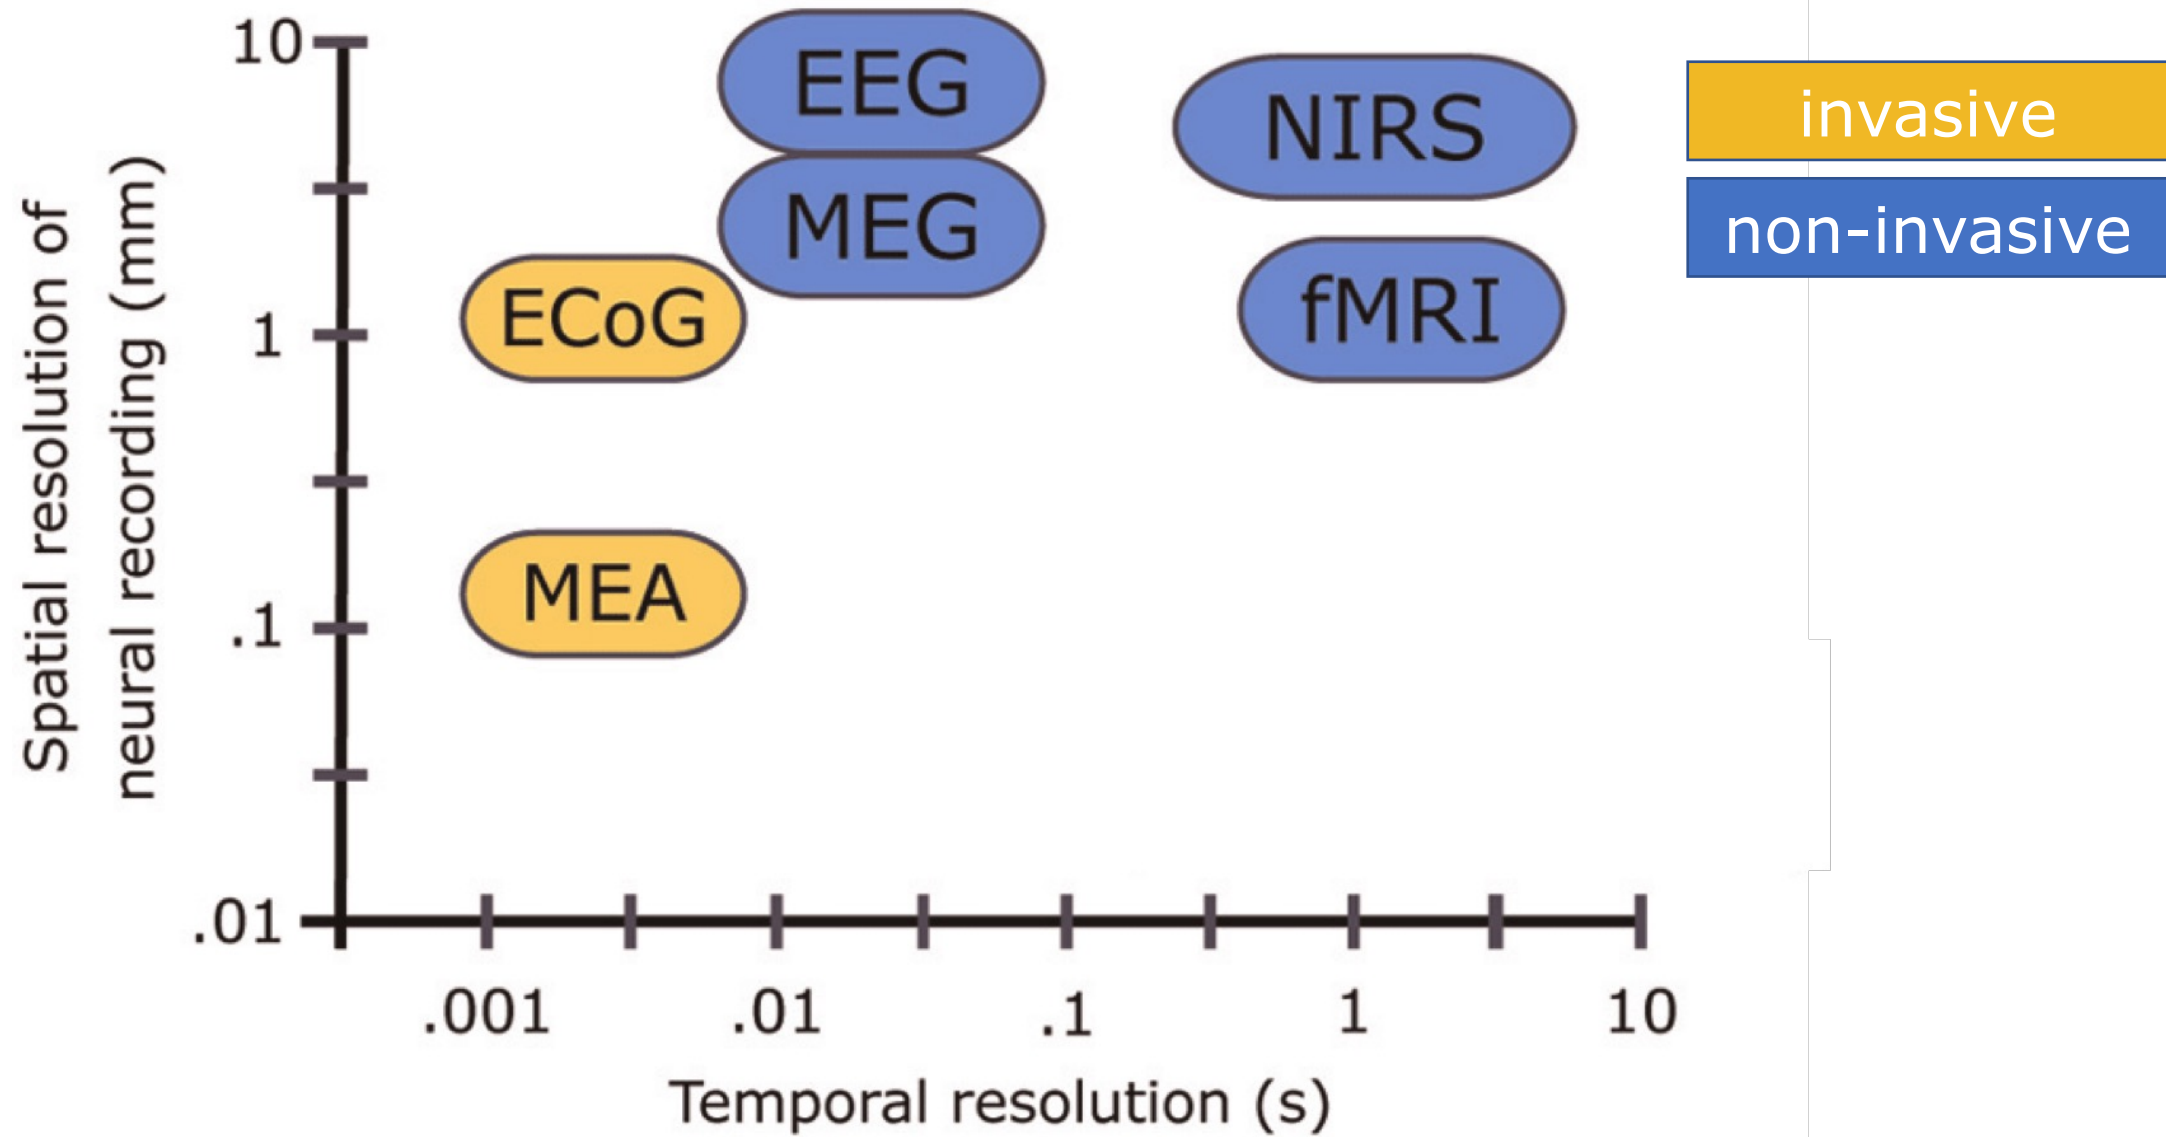 Spatial resolution of
neural recording (mm)
10
1
.1
.01
EEG
MEG
NIRS
fMRI
ECoG
MEA
invasive
non-invasive
.001
.01
.1
1
10
Temporal resolution (s)